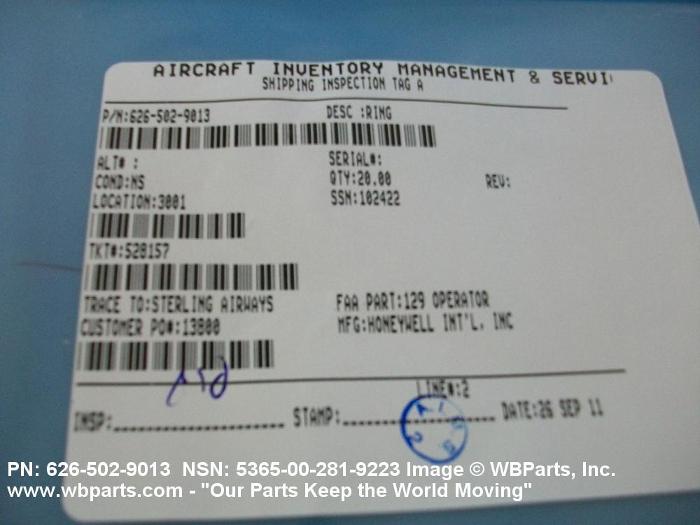 AIRCRAFT INVENTORY MANAGEMENT & SERVI
SHIPPING INSPECTION TAG A
P/N:626-502-9013 DESC :RING
ALT# : SERIAL#:
COND:NS QTY:20.00 REV:
LOCATION:3001 SSN:102422
TKT#:528157
TRACE TO:STERLING AIRWAYS FAA PART:129 OPERATOR
CUSTOMER PO#:13800 MFG:HONEYWELL INT'L, INC
LINE#:2
INSP: STAMP: DATE:26 SEP 11
PN: 626-502-9013 NSN: 5365-00-281-9223 Image © WBParts, Inc.
www.wbparts.com - "Our Parts Keep the World Moving"